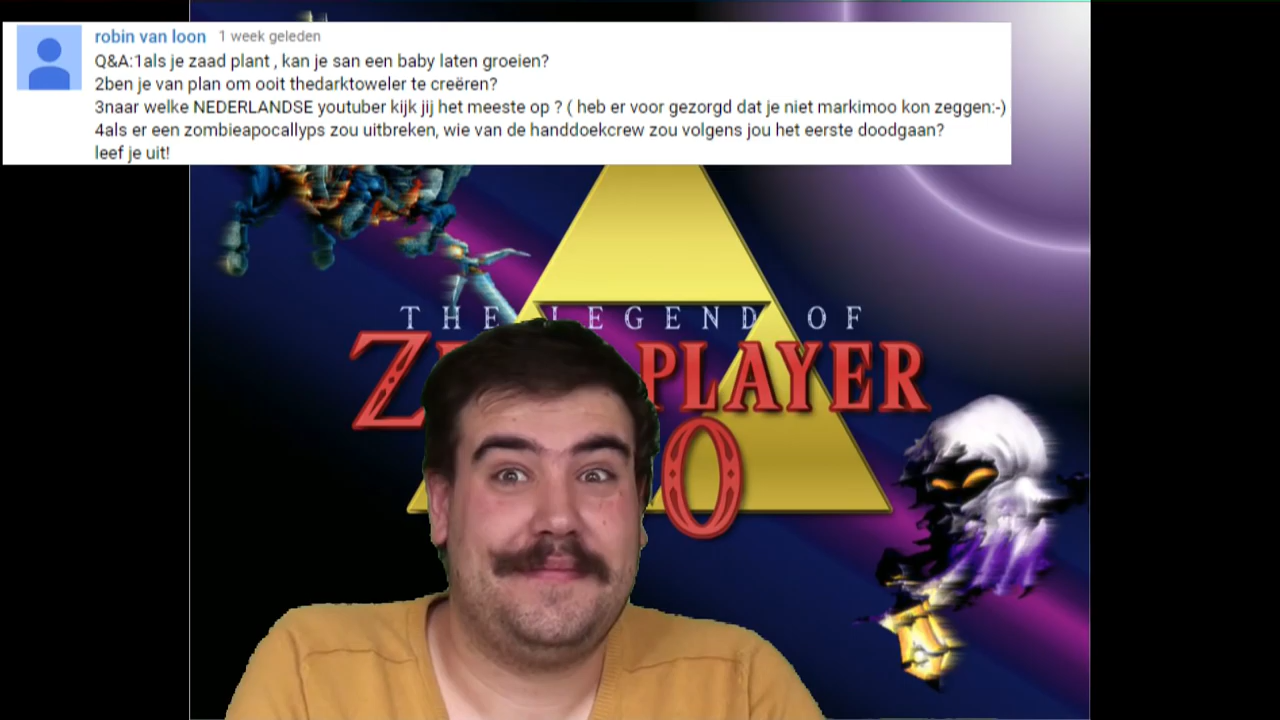 robin van loon 1 week geleden
Q&A:1als je zaad plant , kan je san een baby laten groeien?
2ben je van plan om ooit thedarktoweler te creëren?
3naar welke NEDERLANDSE youtuber kijk jij het meeste op ? ( heb er voor gezorgd dat je niet markimoo kon zeggen:-)
4als er een zombieapocallyps zou uitbreken, wie van de handdoekcrew zou volgens jou het eerste doodgaan?
leef je uit!
THE LEGEND OF
PLAYER